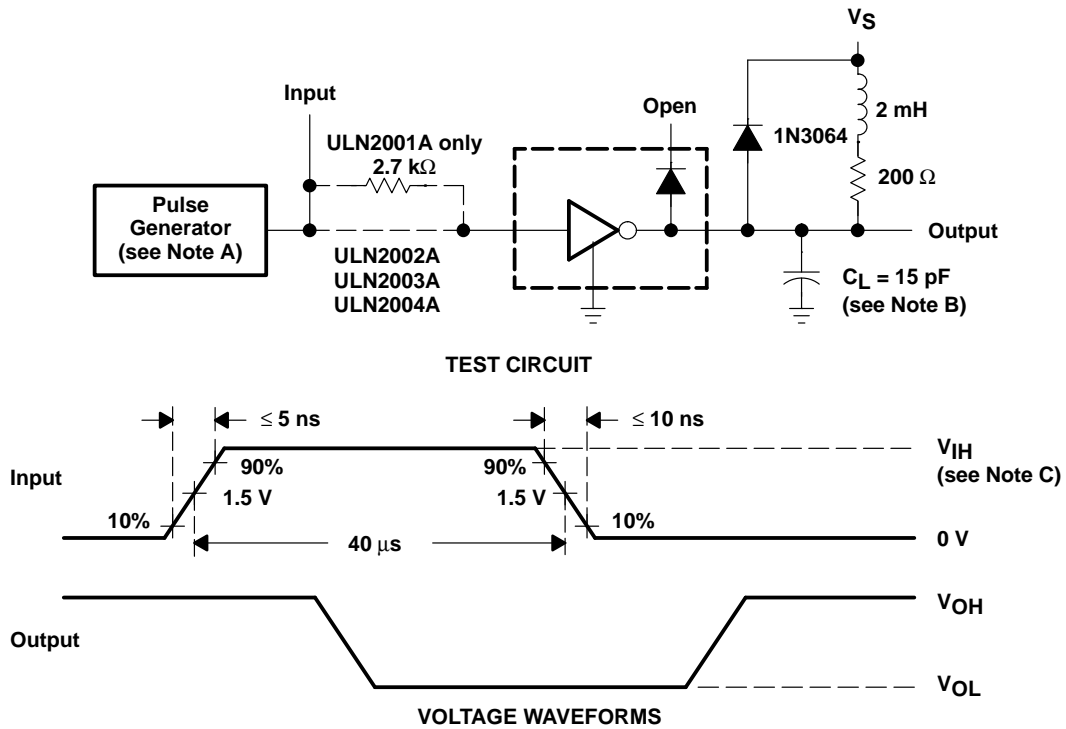 VS
Input
Open
2 mH
1N3064
ULN2001A only
2.7 kΩ
200 Ω
Pulse
Generator
(see Note A)
Output
ULN2002A
ULN2003A
ULN2004A
CL = 15 pF
(see Note B)
TEST CIRCUIT
≤ 5 ns
≤ 10 ns
VIH
(see Note C)
Input
90%
90%
1.5 V
1.5 V
10%
10%
40 μs
0 V
VOH
Output
VOL
VOLTAGE WAVEFORMS